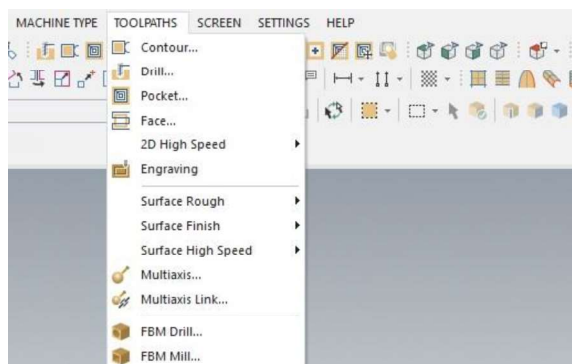 MACHINE TYPE TOOLPATHS SCREEN SETTINGS HELP
Contour...
Drill...
Pocket...
Face...
2D High Speed
Engraving
Surface Rough
Surface Finish
Surface High Speed
Multiaxis...
Multiaxis Link...
FBM Drill...
FBM Mill...